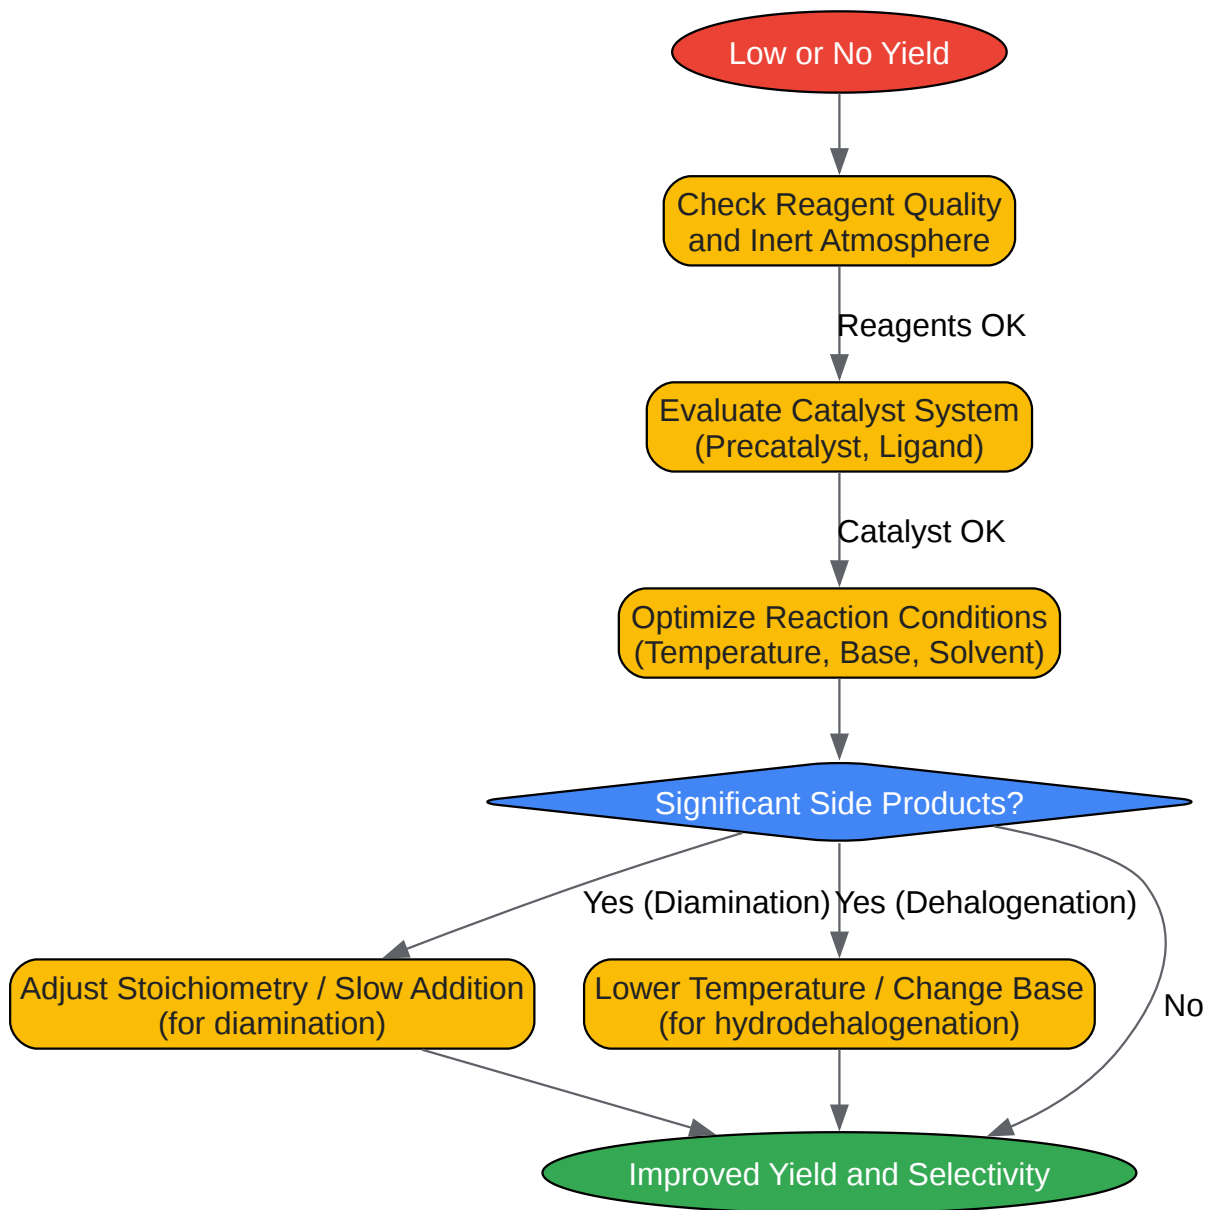 Low or No Yield
Check Reagent Quality
and Inert Atmosphere
Reagents OK
Evaluate Catalyst System
(Precatalyst, Ligand)
Catalyst OK
Optimize Reaction Conditions
(Temperature, Base, Solvent)
Significant Side Products?
Yes (Diamination)
Yes (Dehalogenation)
Adjust Stoichiometry / Slow Addition
(for diamination)
Lower Temperature / Change Base
(for hydrodehalogenation)
No
Improved Yield and Selectivity